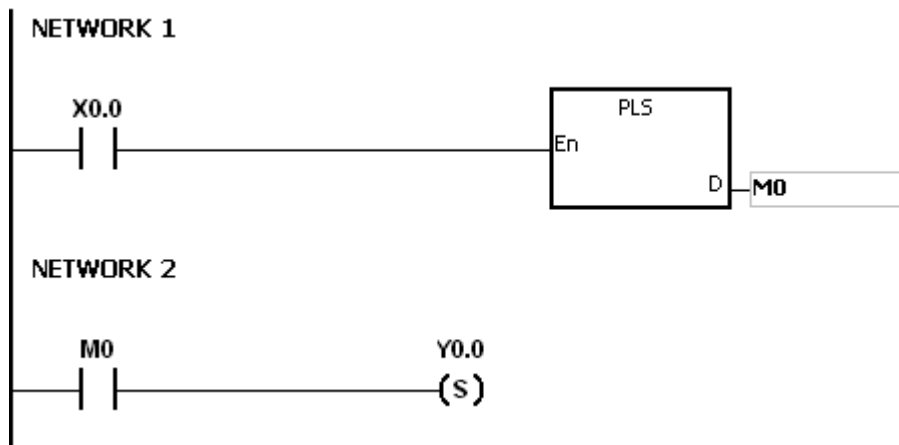 NETWORK 1
X0.0
PLS
En
D
M0
NETWORK 2
M0
Y0.0
(S)